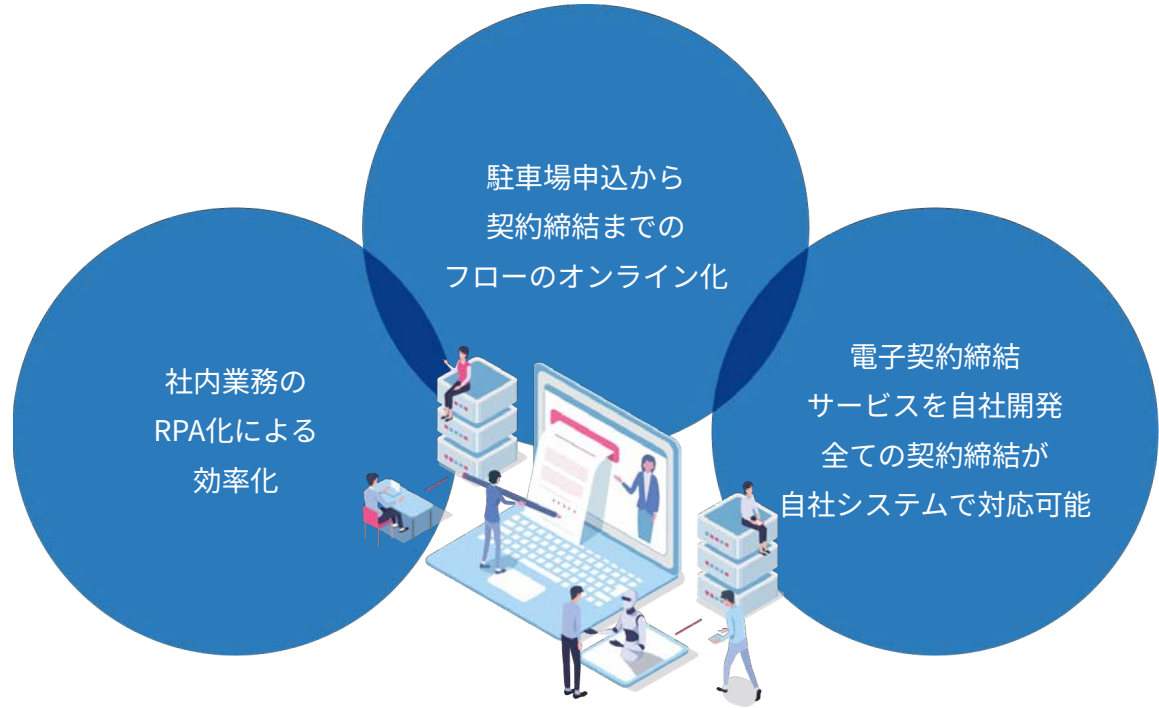 社内業務の
RPA化による
効率化
駐車場申込から
契約締結までの
フローのオンライン化
電子契約締結
サービスを自社開発
全ての契約締結が
自社システムで対応可能